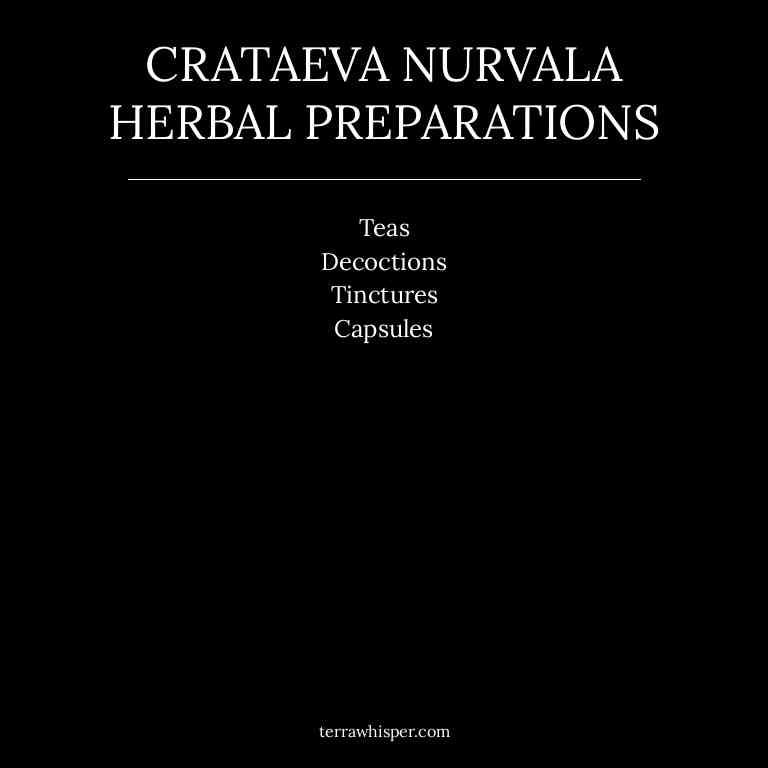 CRATAEVA NURVALA
HERBAL PREPARATIONS
Teas
Decoctions
Tinctures
Capsules
terrawhisper.com